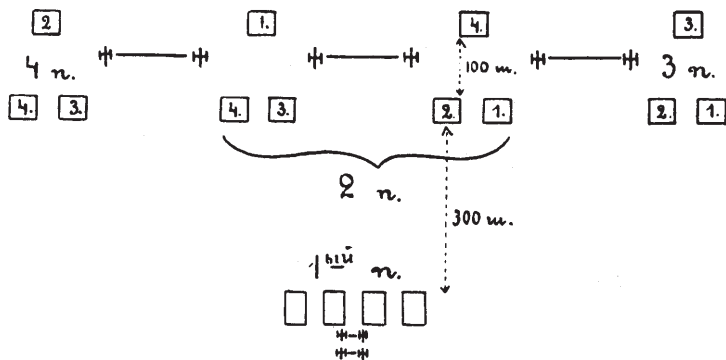 2 1. 4. 3.
4 п. 100 ш. 3 п.
4. 3. 4. 3. 2. 1. 2. 1.
2 п.
300 ш.
1ый п.